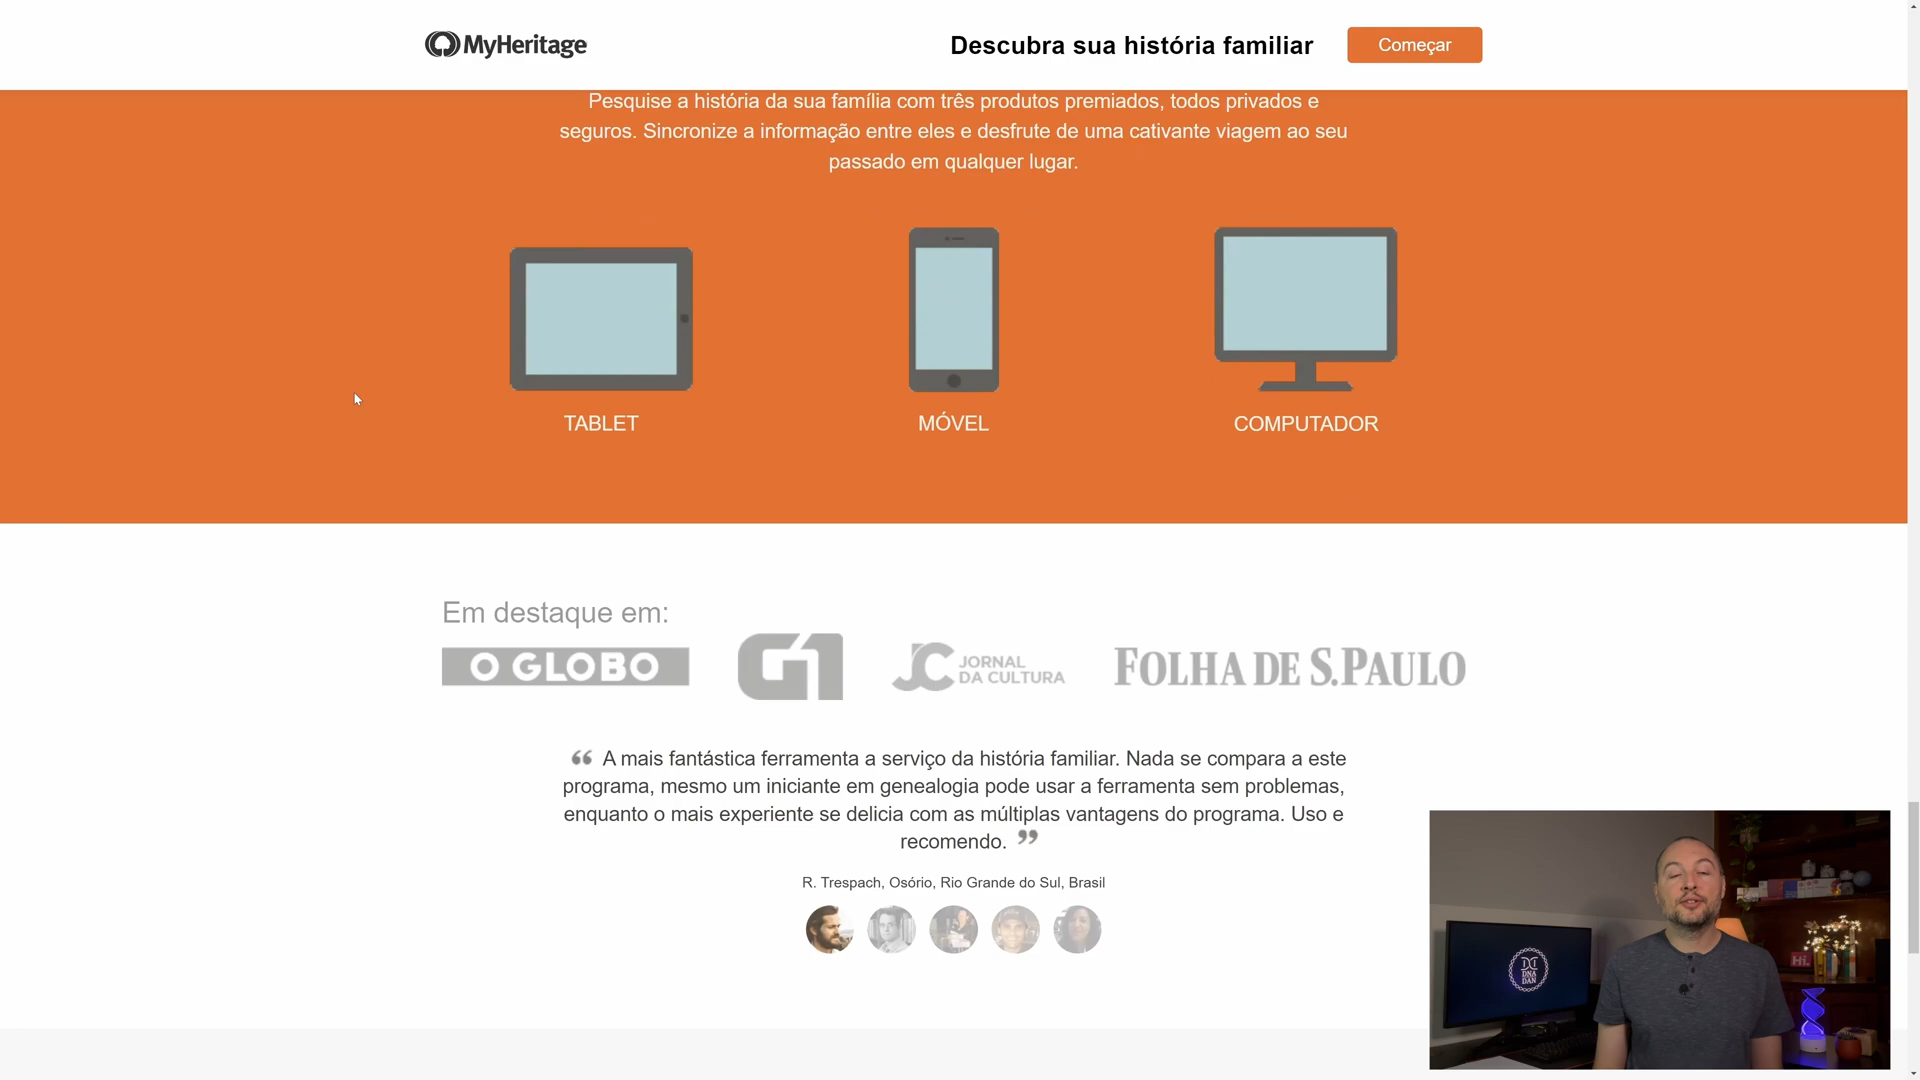 MyHeritage
Descubra sua história familiar
Começar
Pesquise a história da sua família com três produtos premiados, todos privados e
seguros. Sincronize a informação entre eles e desfrute de uma cativante viagem ao seu
passado em qualquer lugar.
TABLET
MÓVEL
COMPUTADOR
Em destaque em:
O GLOBO
G1
JC JORNAL
DA CULTURA
FOLHA DE S.PAULO
“ A mais fantástica ferramenta a serviço da história familiar. Nada se compara a este
programa, mesmo um iniciante em genealogia pode usar a ferramenta sem problemas,
enquanto o mais experiente se delicia com as múltiplas vantagens do programa. Uso e
recomendo. ”
R. Trespach, Osório, Rio Grande do Sul, Brasil
DNA
DAN
Hi.